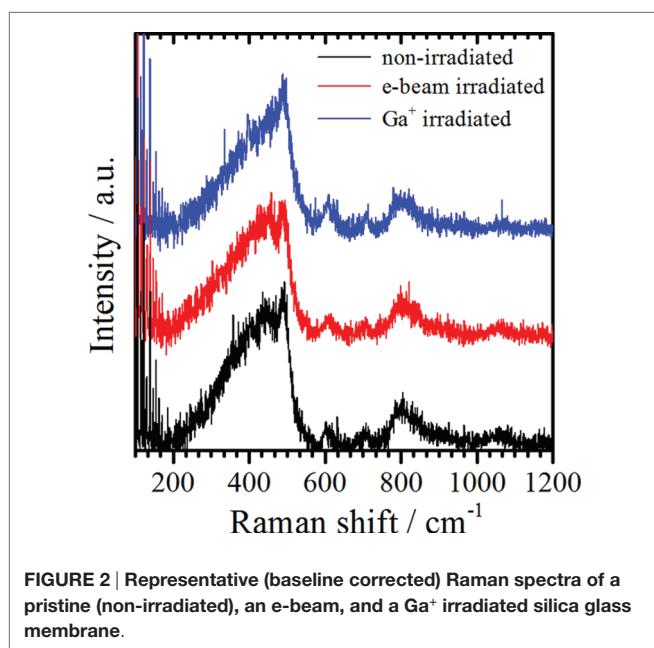 non-irradiated
e-beam irradiated
Ga⁺ irradiated
Intensity / a.u.
200 400 600 800 1000 1200
Raman shift / cm⁻¹
FIGURE 2 | Representative (baseline corrected) Raman spectra of a
pristine (non-irradiated), an e-beam, and a Ga⁺ irradiated silica glass
membrane.